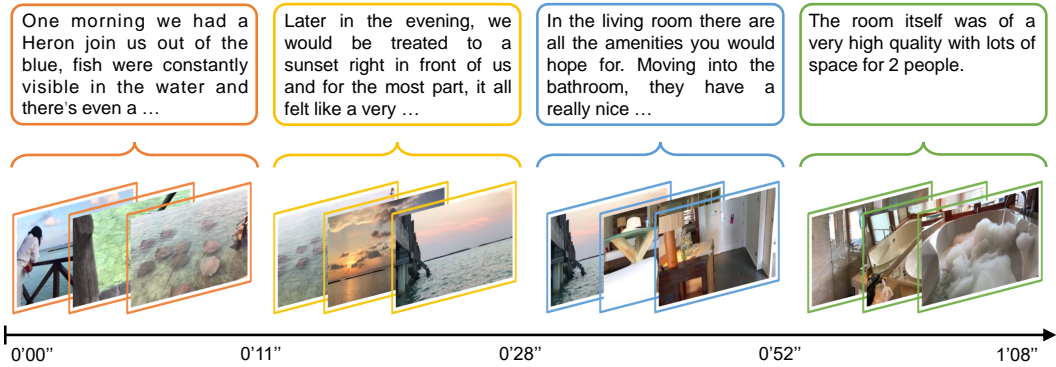 One morning we had a
Heron join us out of the
blue, fish were constantly
visible in the water and
there's even a …
Later in the evening, we
would be treated to a
sunset right in front of us
and for the most part, it all
felt like a very …
In the living room there are
all the amenities you would
hope for. Moving into the
bathroom, they have a
really nice …
The room itself was of a
very high quality with lots of
space for 2 people.
0'00'' 0'11'' 0'28'' 0'52'' 1'08''